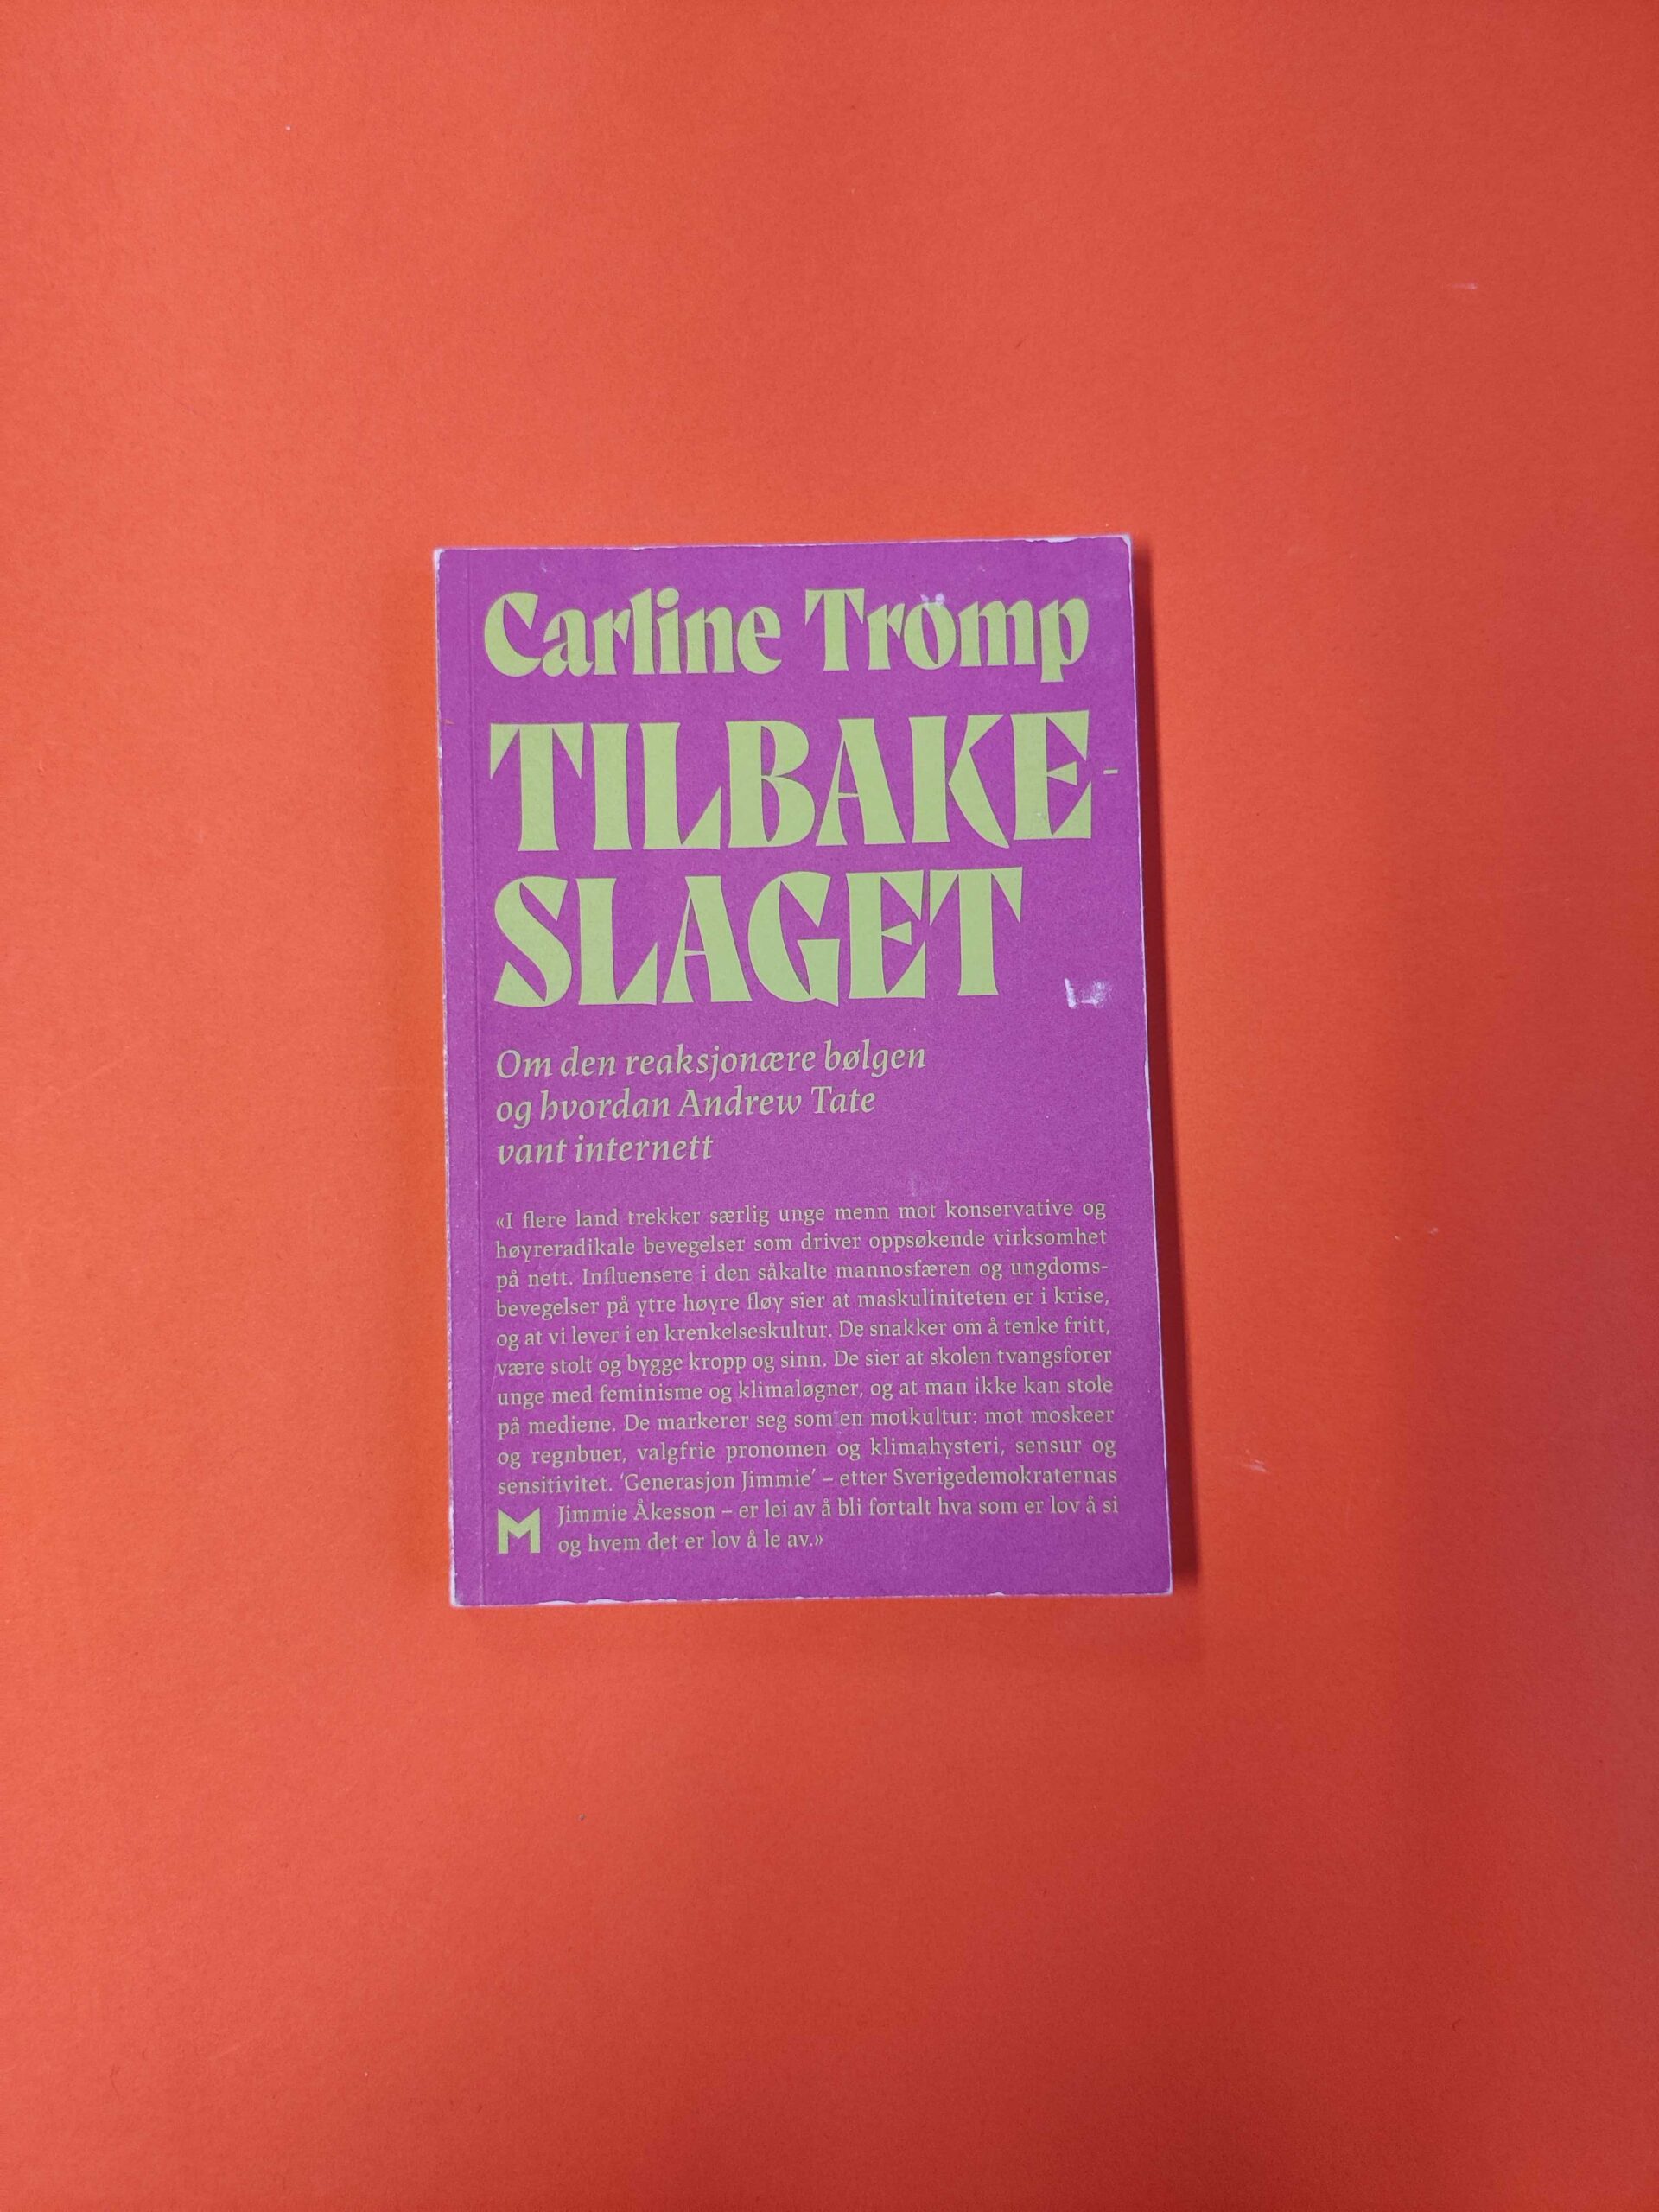 Carline Tromp
TILBAKE-
SLAGET
Om den reaksjonære bølgen
og hvordan Andrew Tate
vant internett
«I flere land trekker særlig unge menn mot konservative og
høyreradikale bevegelser som driver oppsøkende virksomhet
på nett. Influensere i den såkalte mannosfæren og ungdoms-
bevegelser på ytre høyre fløy sier at maskuliniteten er i krise,
og at vi lever i en krenkelseskultur. De snakker om å tenke fritt,
være stolt og bygge kropp og sinn. De sier at skolen tvangsforer
unge med feminisme og klimaløgner, og at man ikke kan stole
på mediene. De markerer seg som en motkultur: mot moskeer
og regnbuer, valgfrie pronomen og klimahysteri, sensur og
sensitivitet. ‘Generasjon Jimmie’ – etter Sverigedemokraternas
Jimmie Åkesson – er lei av å bli fortalt hva som er lov å si
og hvem det er lov å le av.»
M